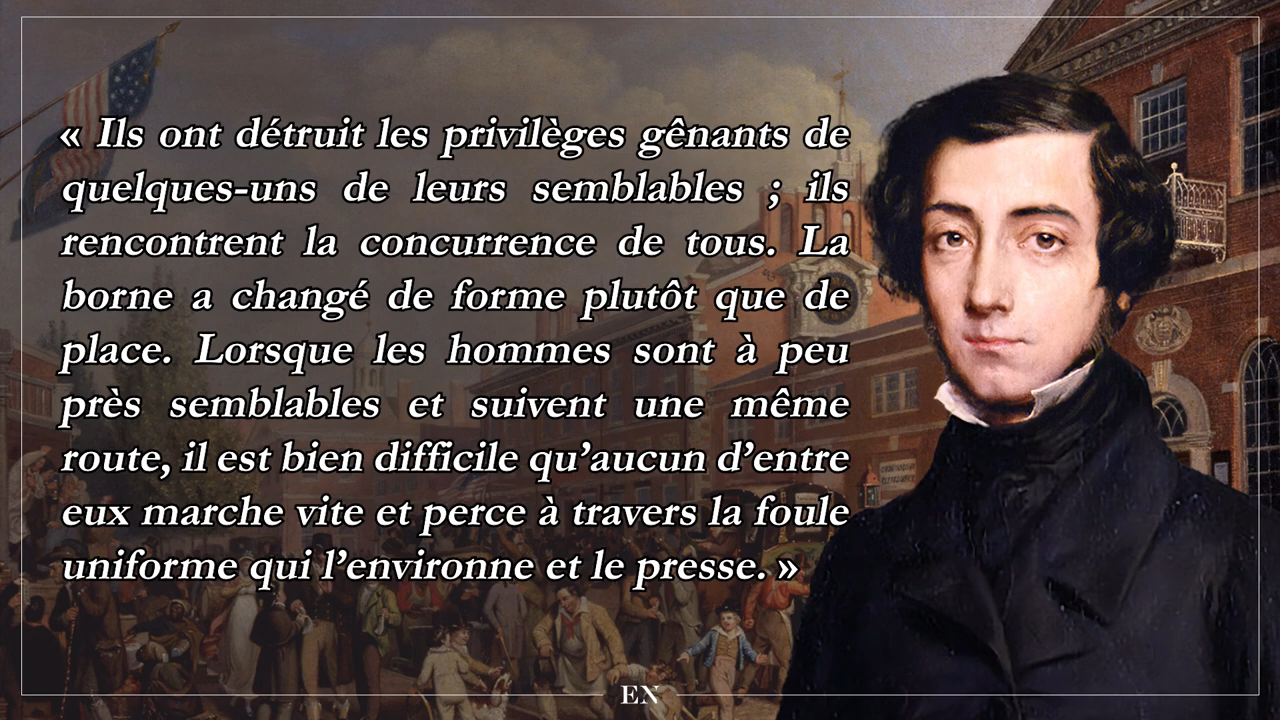 « Ils ont détruit les privilèges gênants de
quelques-uns de leurs semblables ; ils
rencontrent la concurrence de tous. La
borne a changé de forme plutôt que de
place. Lorsque les hommes sont à peu
près semblables et suivent une même
route, il est bien difficile qu’aucun d’entre
eux marche vite et perce à travers la foule
uniforme qui l’environne et le presse. »
EN